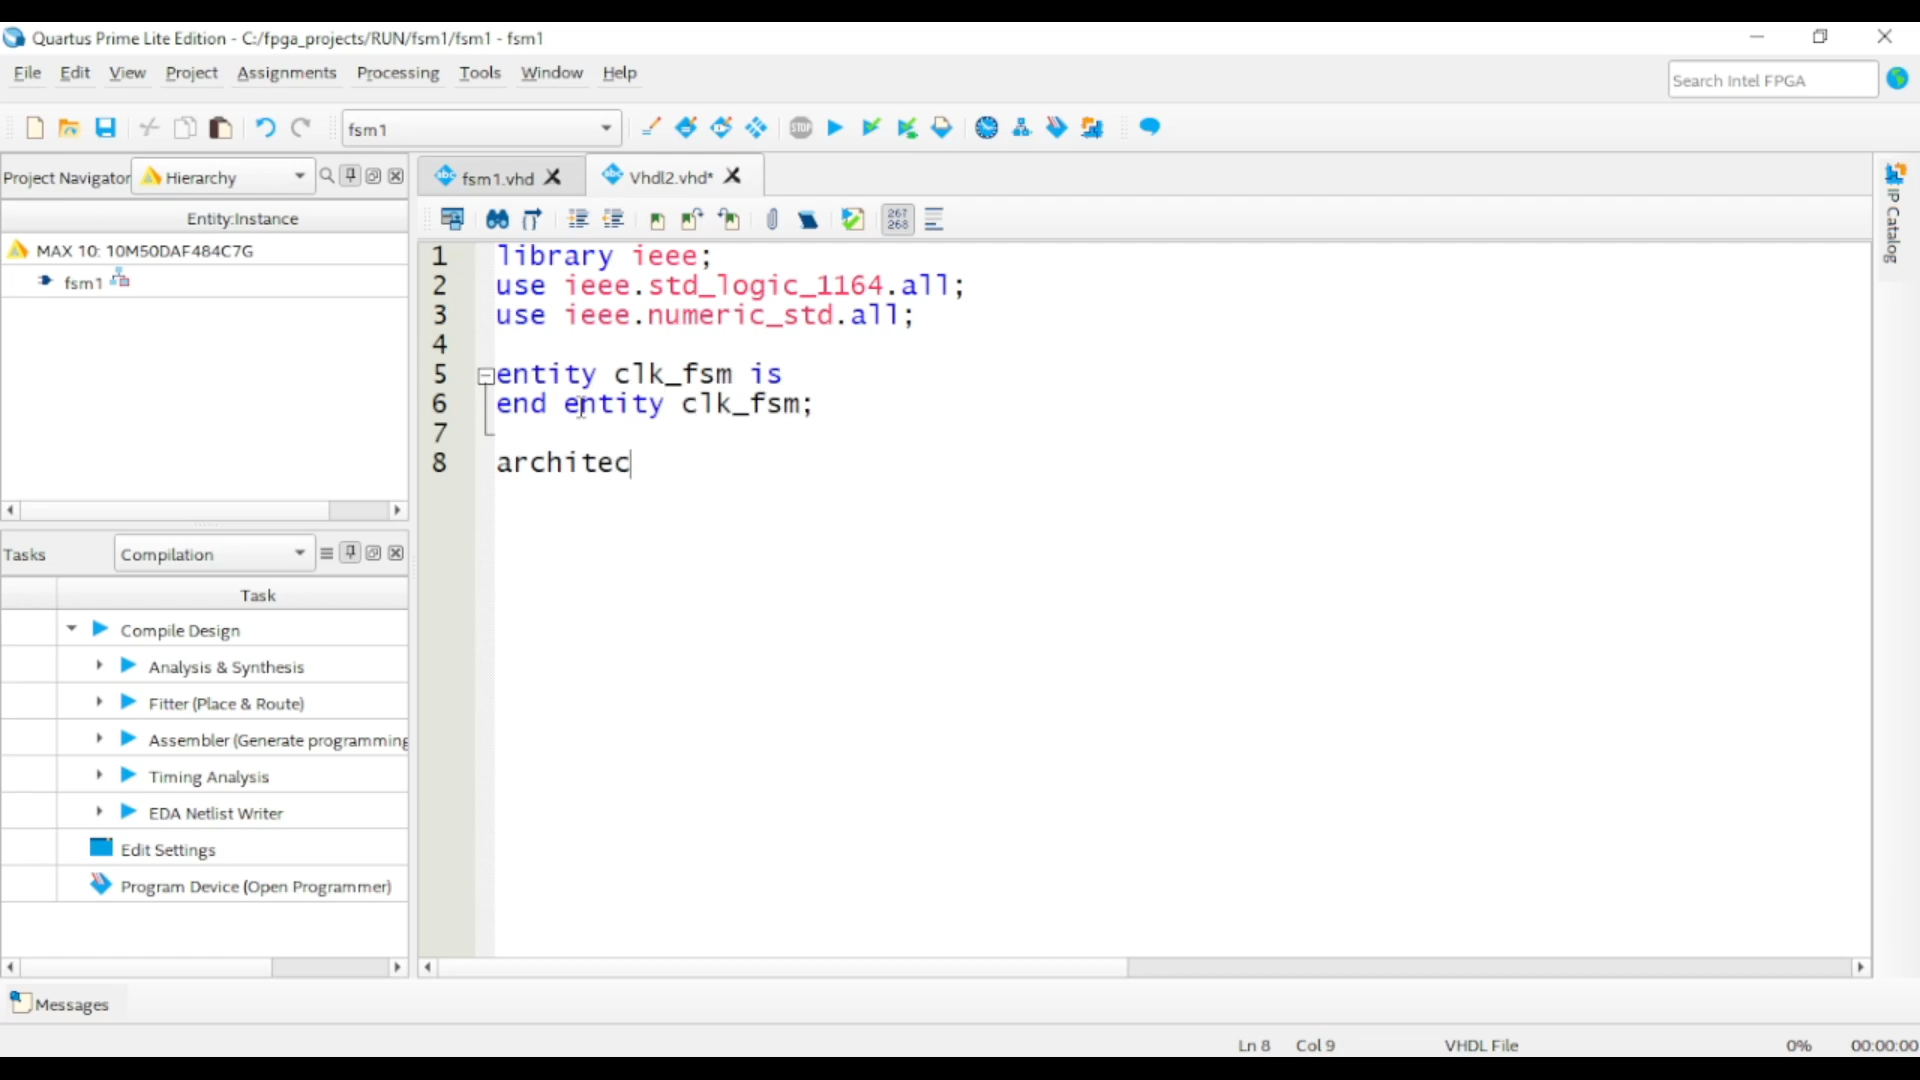 Quartus Prime Lite Edition - C:/fpga_projects/RUN/fsm1/fsm1 - fsm1
File Edit View Project Assignments Processing Tools Window Help
Search Intel FPGA
fsm1
STOP
Project Navigator Hierarchy
Entity:Instance
MAX 10: 10M50DAF484C7G
fsm1
abc fsm1.vhd
abc Vhdl2.vhd*
267
268
IP Catalog
1 library ieee;
2 use ieee.std_logic_1164.all;
3 use ieee.numeric_std.all;
4
5 entity clk_fsm is
6 end entity clk_fsm;
7
8 architec
Tasks Compilation
Task
Compile Design
Analysis & Synthesis
Fitter (Place & Route)
Assembler (Generate programming
Timing Analysis
EDA Netlist Writer
Edit Settings
Program Device (Open Programmer)
Messages
Ln 8 Col 9 VHDL File 0% 00:00:00